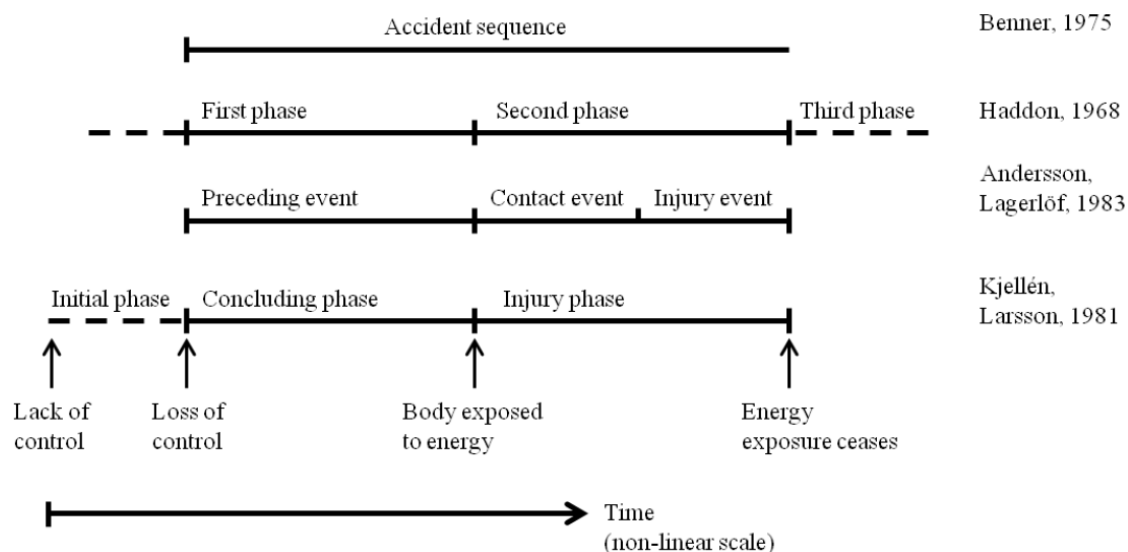 Accident sequence
Benner, 1975
First phase
Second phase
Third phase
Haddon, 1968
Preceding event
Contact event
Injury event
Andersson,
Lagerlöf, 1983
Initial phase
Concluding phase
Injury phase
Kjellén,
Larsson, 1981
Lack of
control
Loss of
control
Body exposed
to energy
Energy
exposure ceases
Time
(non-linear scale)